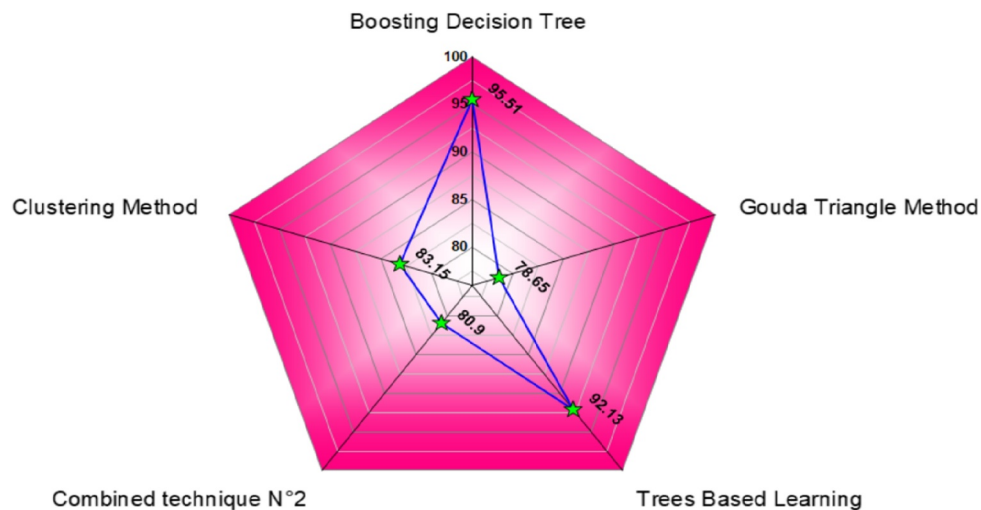 Boosting Decision Tree
100
95.51
95
90
Clustering Method
85
Gouda Triangle Method
80
83.15
78.65
80.9
92.13
Combined technique N°2
Trees Based Learning